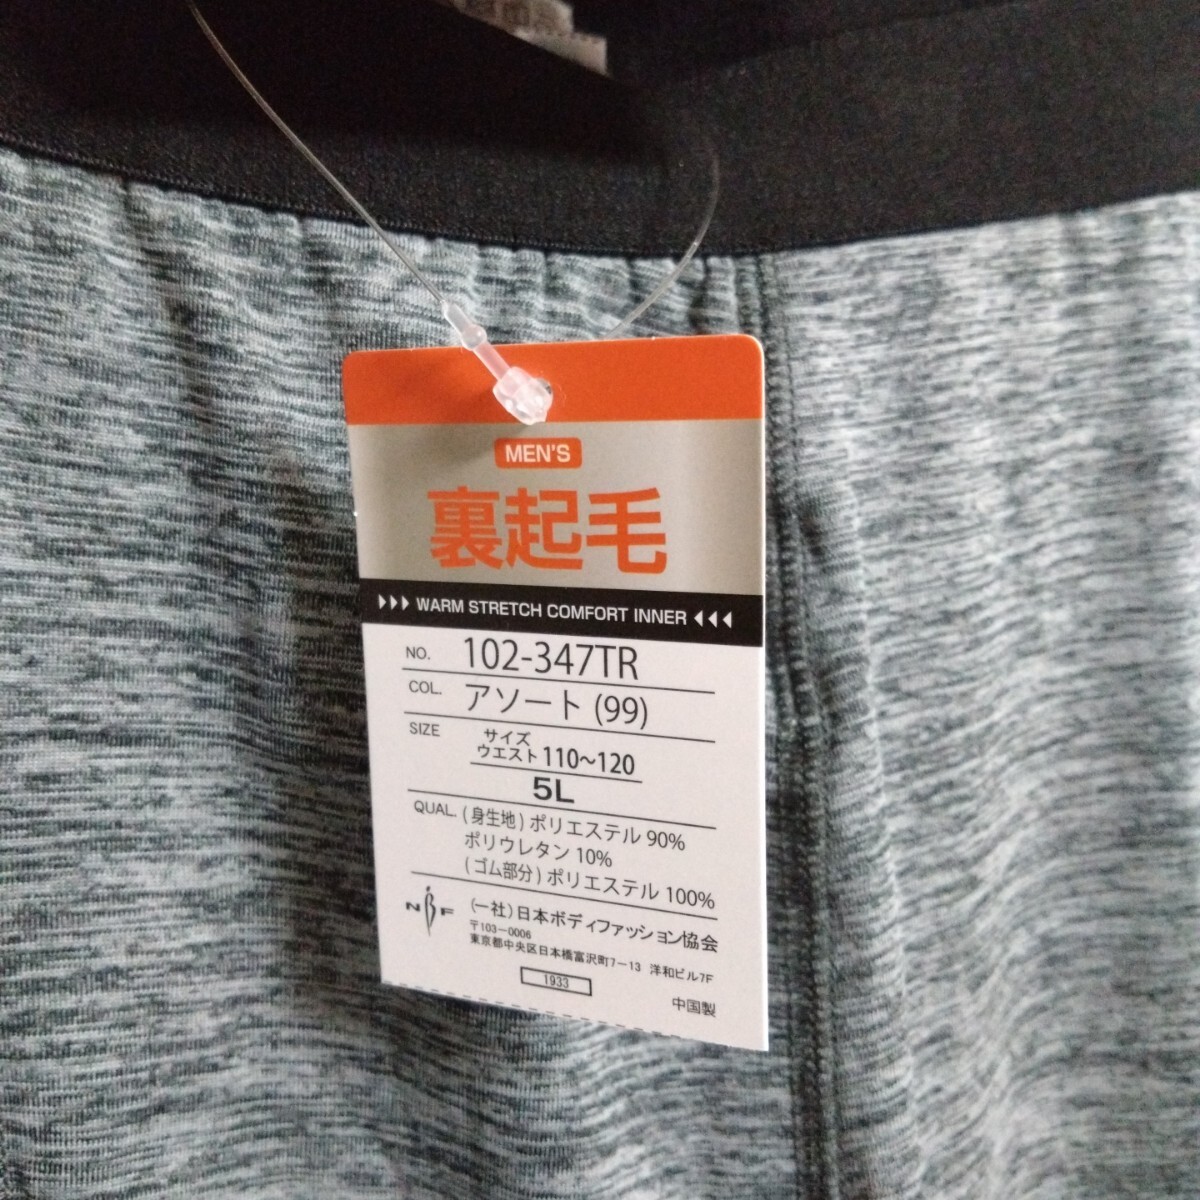 MEN'S
裏起毛
WARM STRETCH COMFORT INNER
NO. 102-347TR
COL. アソート (99)
SIZE サイズ
ウエスト 110～120
5L
QUAL. (身生地) ポリエステル 90%
ポリウレタン 10%
(ゴム部分) ポリエステル 100%
NBF (一社)日本ボディファッション協会
〒103-0006
東京都中央区日本橋富沢町7-13 洋和ビル7F
1933
中国製